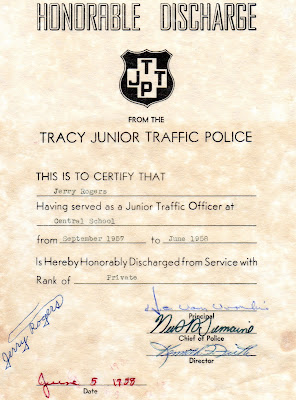 HONORABLE DISCHARGE
T
J T T
P
FROM THE
TRACY JUNIOR TRAFFIC POLICE
THIS IS TO CERTIFY THAT
Jerry Rogers
Having served as a Junior Traffic Officer at
Central School
from September 1957 to June 1958
Is Hereby Honorably Discharged from Service with
Rank of Private
Principal
Chief of Police
Kenneth Smith
Director
Jerry Rogers
June 5 1958
Date